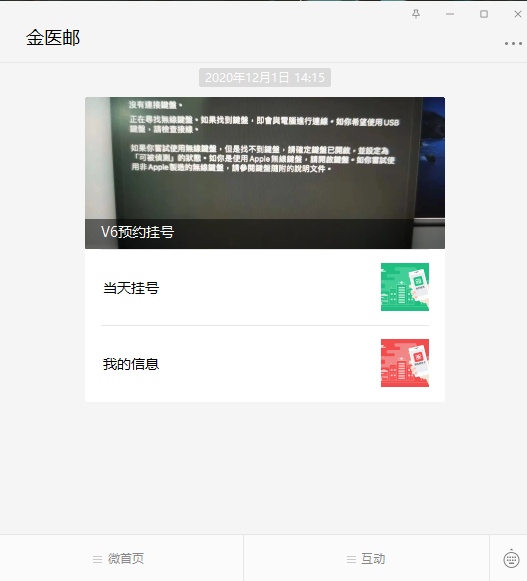 金医邮
2020年12月1日 14:15
沒有連接鍵盤。
正在尋找無線鍵盤。如果找到鍵盤，即會與電腦進行連線。如你希望使用 USB
鍵盤，請檢查接線。
如果你嘗試使用無線鍵盤，但是找不到鍵盤，請確定鍵盤已開啟，並設定為
「可被偵測」的狀態。如你是使用 Apple 無線鍵盤，請開啟鍵盤。如你嘗試使
用非 Apple 製造的無線鍵盤，請參閱鍵盤隨附的說明文件。
V6预约挂号
当天挂号
我的信息
微首页
互动